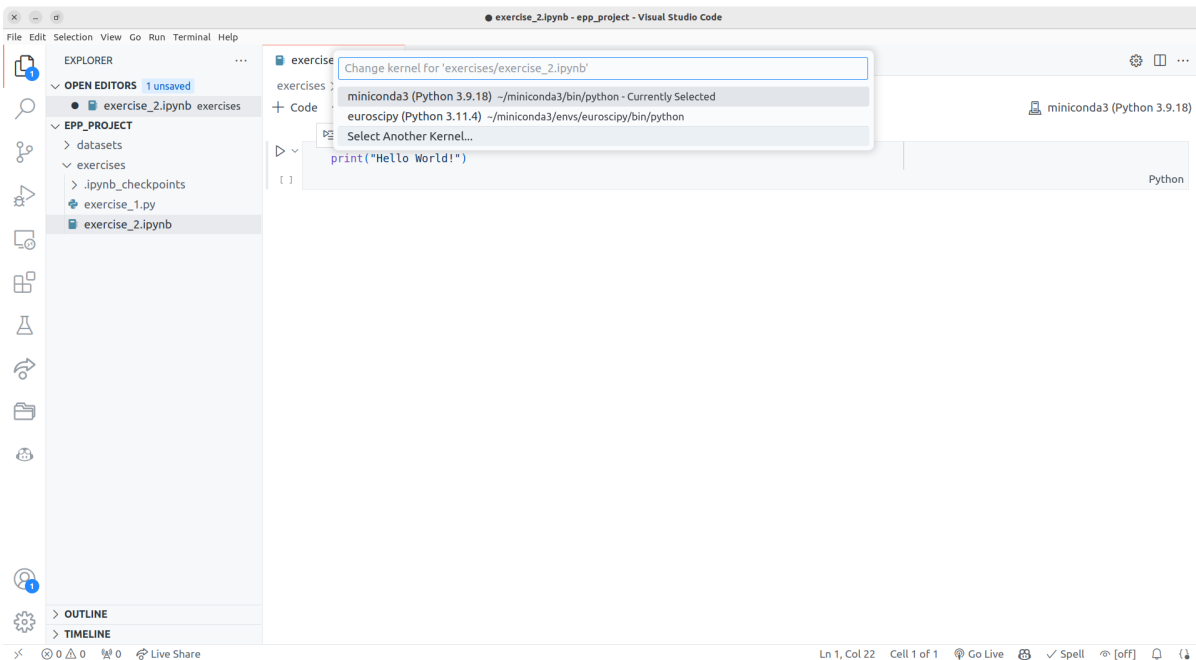 exercise_2.ipynb - epp_project - Visual Studio Code
File Edit Selection View Go Run Terminal Help
EXPLORER
OPEN EDITORS 1 unsaved
exercise_2.ipynb exercises
EPP_PROJECT
datasets
exercises
.ipynb_checkpoints
exercise_1.py
exercise_2.ipynb
OUTLINE
TIMELINE
exercise
exercises
+ Code
Change kernel for 'exercises/exercise_2.ipynb'
miniconda3 (Python 3.9.18) ~/miniconda3/bin/python - Currently Selected
euroscipy (Python 3.11.4) ~/miniconda3/envs/euroscipy/bin/python
Select Another Kernel...
miniconda3 (Python 3.9.18)
print("Hello World!")
[ ]
Python
1
1
0 0 0 Live Share
Ln 1, Col 22 Cell 1 of 1 Go Live Spell [off]